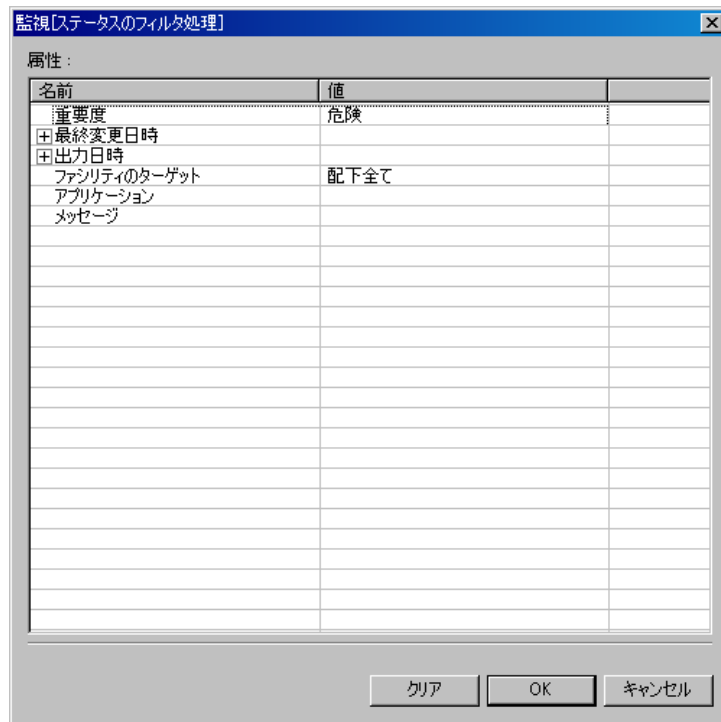 監視[ステータスのフィルタ処理]
属性：
名前 値
重要度 危険
最終変更日時
出力日時
ファシリティのターゲット 配下全て
アプリケーション
メッセージ
クリア OK キャンセル